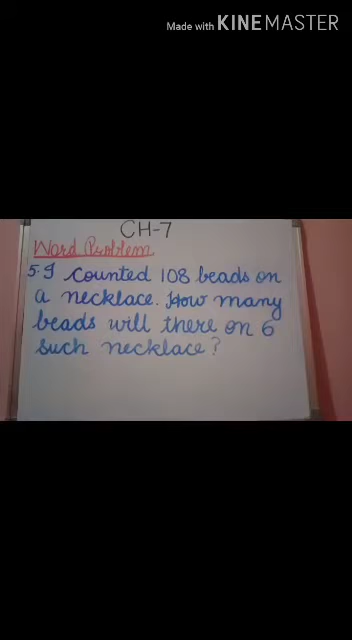 Made with KINEMASTER
CH-7
Word Problem
5. I counted 108 beads on
a necklace. How many
beads will there on 6
such necklace?